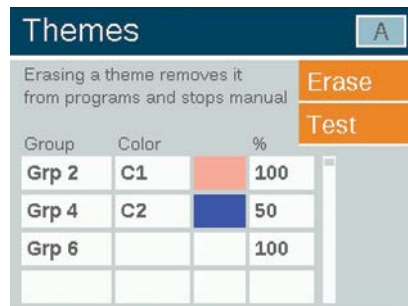 Themes A
Erasing a theme removes it
from programs and stops manual
Erase
Test
Group Color %
Grp 2 C1 100
Grp 4 C2 50
Grp 6 100